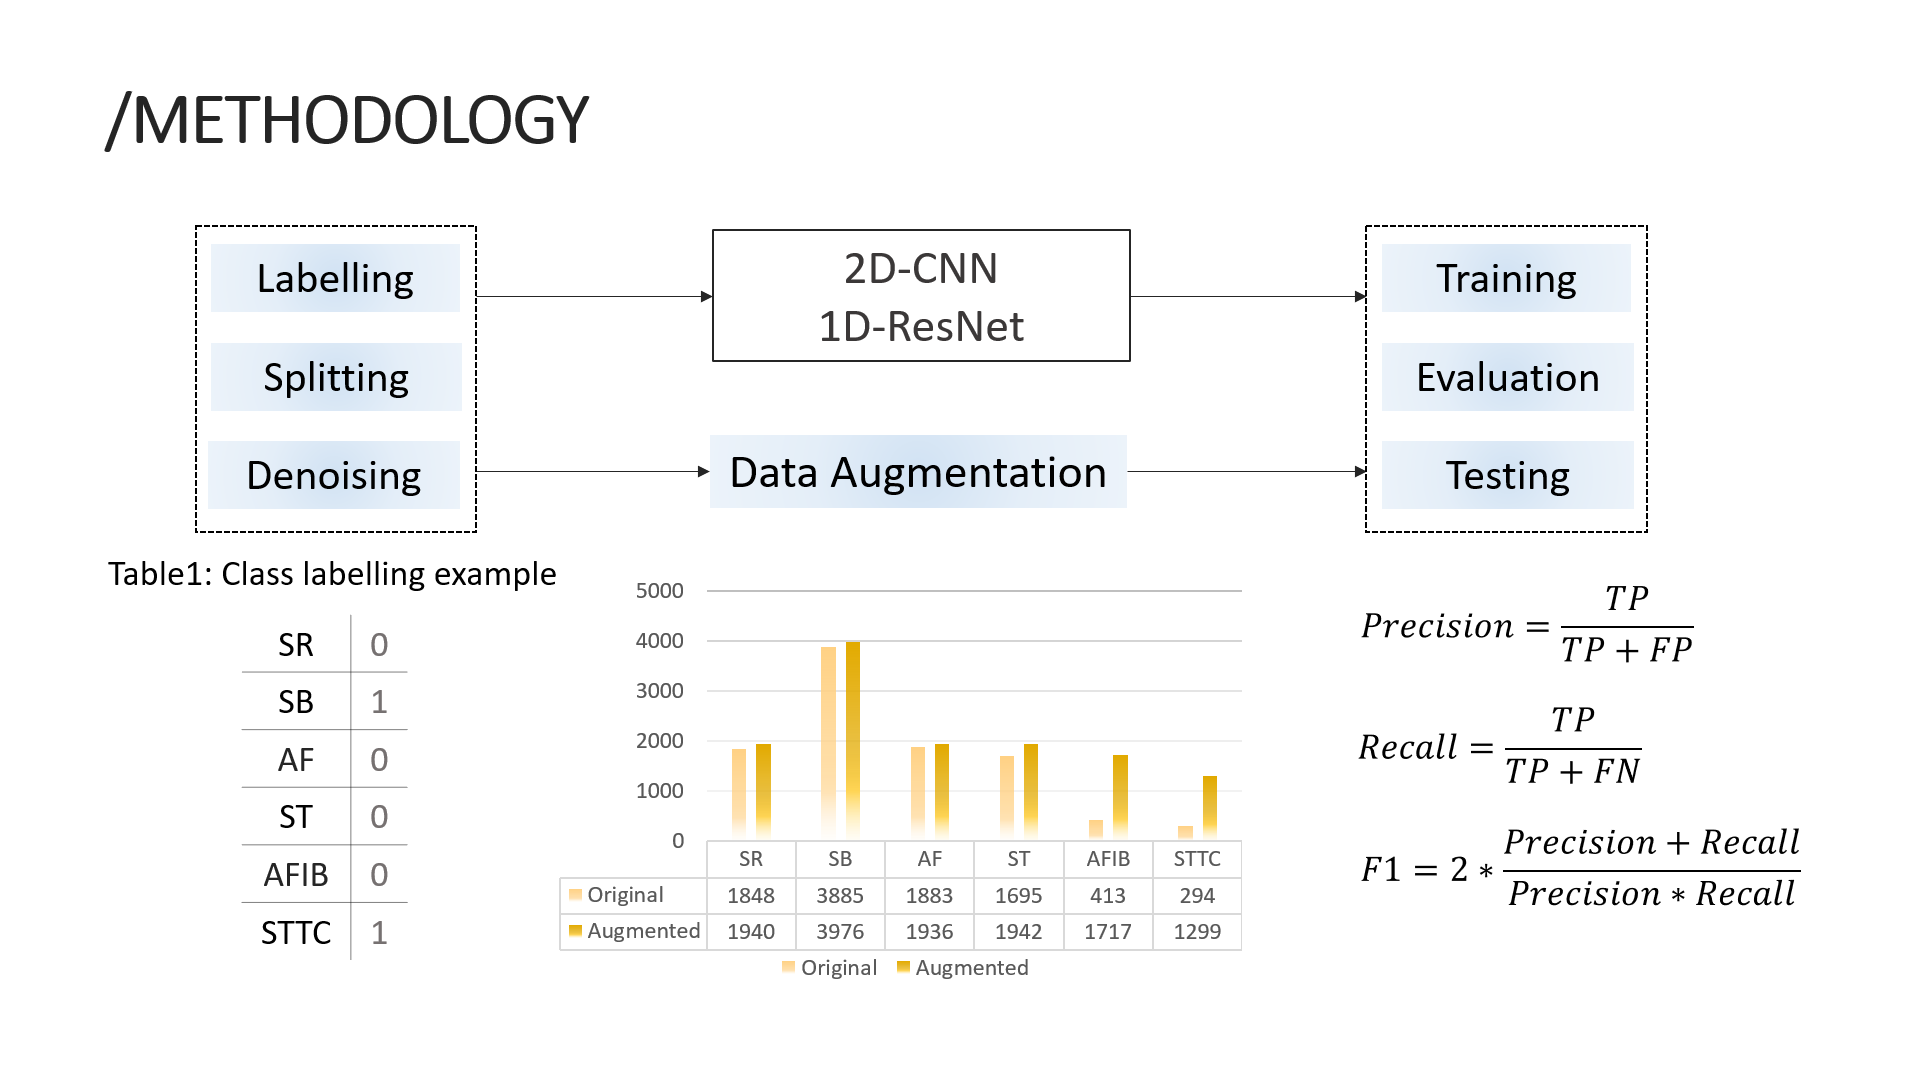 /METHODOLOGY
Labelling
Splitting
Denoising
2D-CNN
1D-ResNet
Data Augmentation
Training
Evaluation
Testing
Table1: Class labelling example
SR 0
SB 1
AF 0
ST 0
AFIB 0
STTC 1
5000
4000
3000
2000
1000
0
SR SB AF ST AFIB STTC
Original 1848 3885 1883 1695 413 294
Augmented 1940 3976 1936 1942 1717 1299
Original Augmented
Precision = TP / TP + FP
Recall = TP / TP + FN
F1 = 2 * Precision + Recall / Precision * Recall